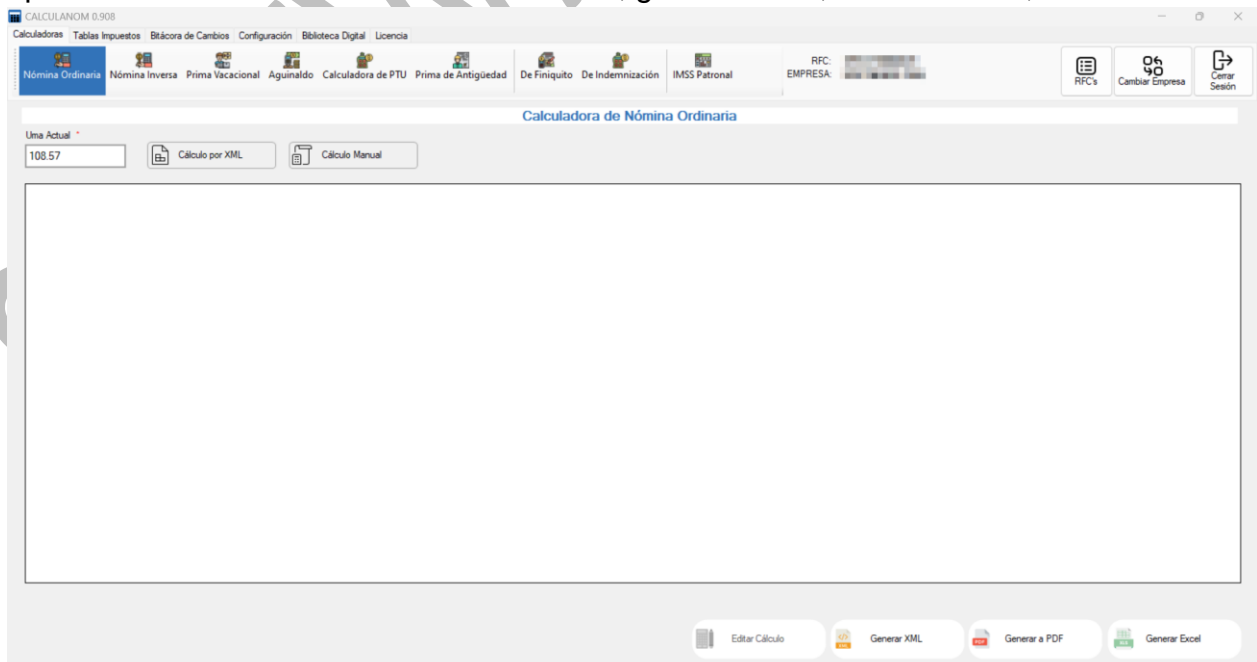 CALCULANOM 0.908
Calculadoras Tablas Impuestos Bitácora de Cambios Configuración Biblioteca Digital Licencia
Nómina Ordinaria Nómina Inversa Prima Vacacional Aguinaldo Calculadora de PTU Prima de Antigüedad De Finiquito De Indemnización IMSS Patronal
RFC:
EMPRESA:
RFC's Cambiar Empresa Cerrar Sesión
Calculadora de Nómina Ordinaria
Uma Actual *
108.57 Cálculo por XML Cálculo Manual
Editar Cálculo Generar XML Generar a PDF Generar Excel